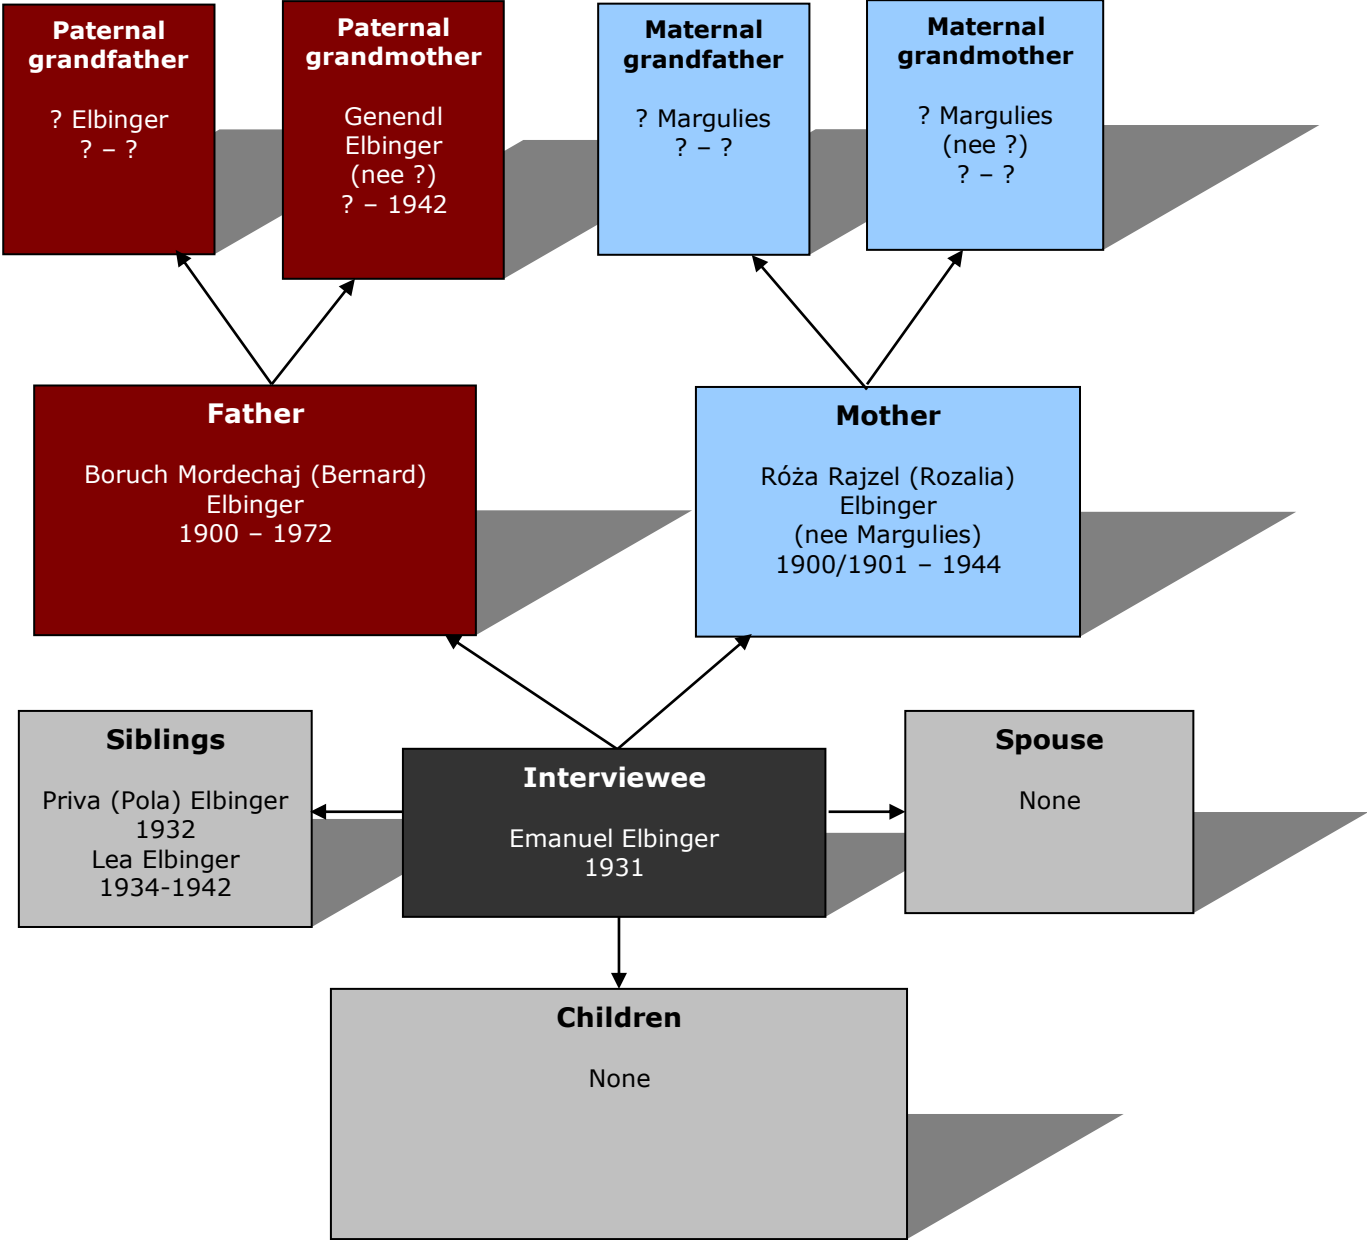 Paternal
grandfather
? Elbinger
? – ?
Paternal
grandmother
Genendl
Elbinger
(nee ?)
? – 1942
Maternal
grandfather
? Margulies
? – ?
Maternal
grandmother
? Margulies
(nee ?)
? – ?
Father
Boruch Mordechaj (Bernard)
Elbinger
1900 – 1972
Mother
Róża Rajzel (Rozalia)
Elbinger
(nee Margulies)
1900/1901 – 1944
Siblings
Priva (Pola) Elbinger
1932
Lea Elbinger
1934-1942
Interviewee
Emanuel Elbinger
1931
Spouse
None
Children
None